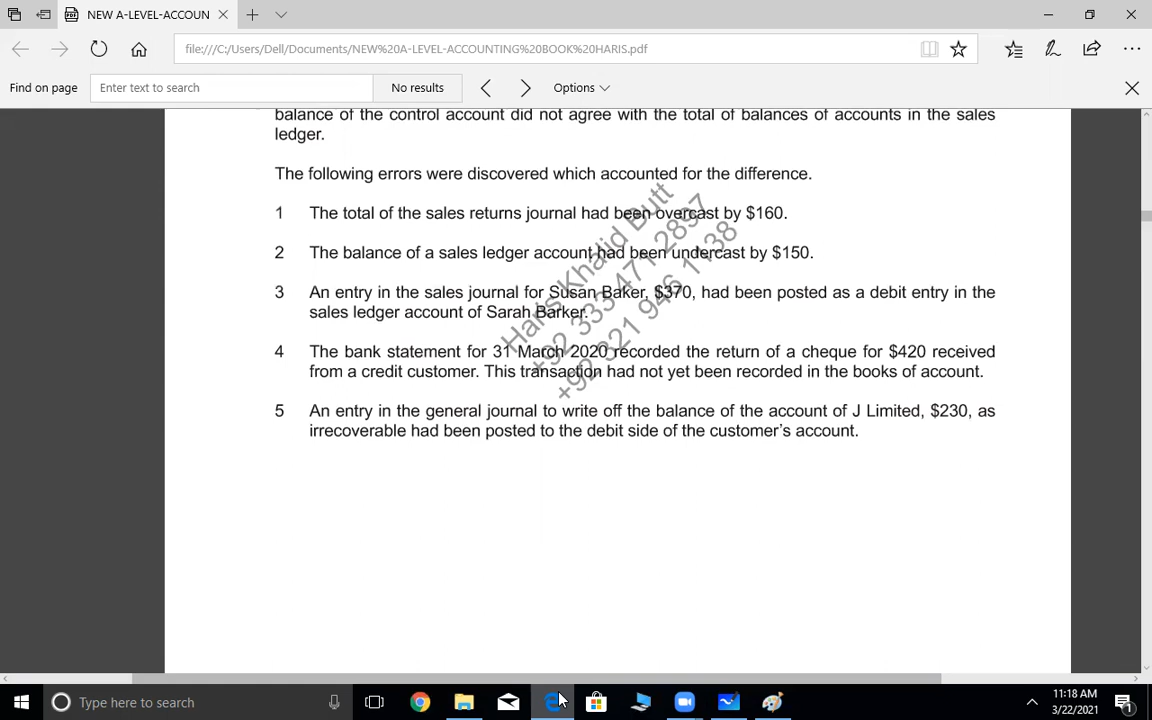 NEW A-LEVEL-ACCOUN
file:///C:/Users/Dell/Documents/NEW%20A-LEVEL-ACCOUNTING%20BOOK%20HARIS.pdf
Find on page
Enter text to search
No results
Options
balance of the control account did not agree with the total of balances of accounts in the sales
ledger.
The following errors were discovered which accounted for the difference.
1 The total of the sales returns journal had been overcast by $160.
2 The balance of a sales ledger account had been undercast by $150.
3 An entry in the sales journal for Susan Baker, $370, had been posted as a debit entry in the
sales ledger account of Sarah Barker.
4 The bank statement for 31 March 2020 recorded the return of a cheque for $420 received
from a credit customer. This transaction had not yet been recorded in the books of account.
5 An entry in the general journal to write off the balance of the account of J Limited, $230, as
irrecoverable had been posted to the debit side of the customer's account.
Haris Khalid Butt
+92 333 471 2897
+92 321 946 1138
Type here to search
11:18 AM
3/22/2021
1